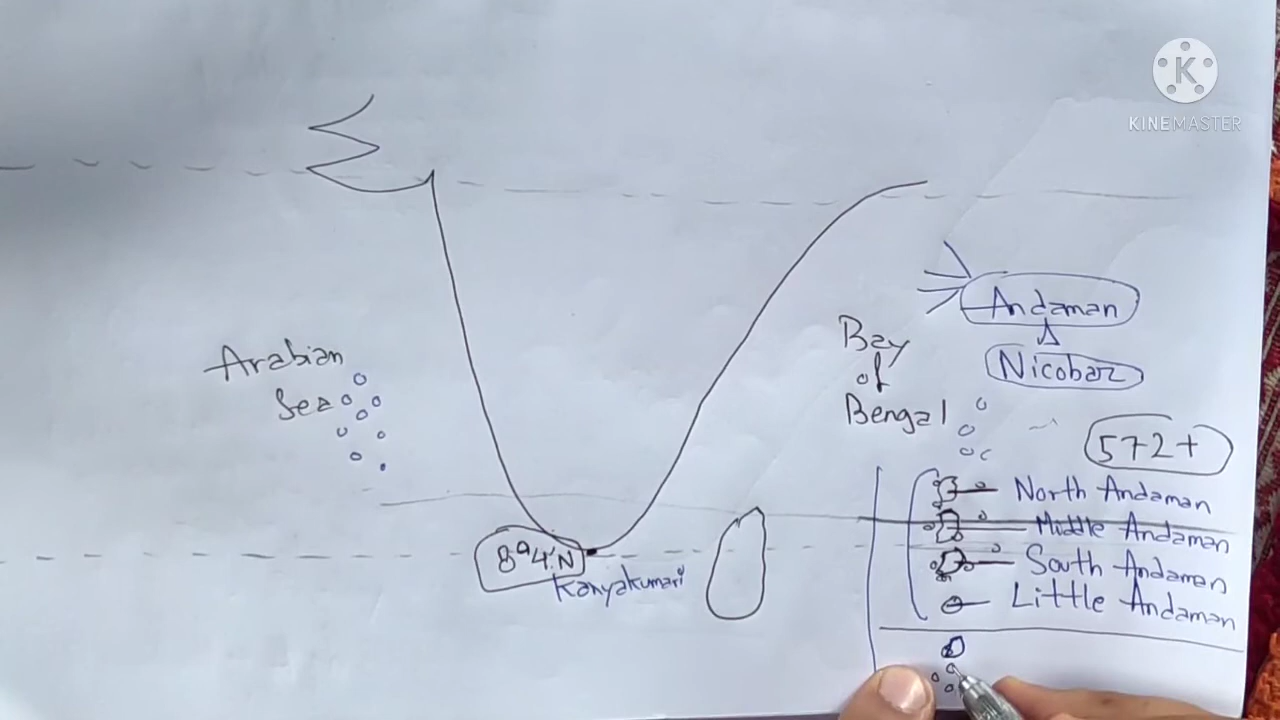 KINEMASTER
Andaman
&
Nicobar
Arabian
Sea
Bay
of
Bengal
572+
North Andaman
Middle Andaman
South Andaman
Little Andaman
8°4'N
Kanyakumari